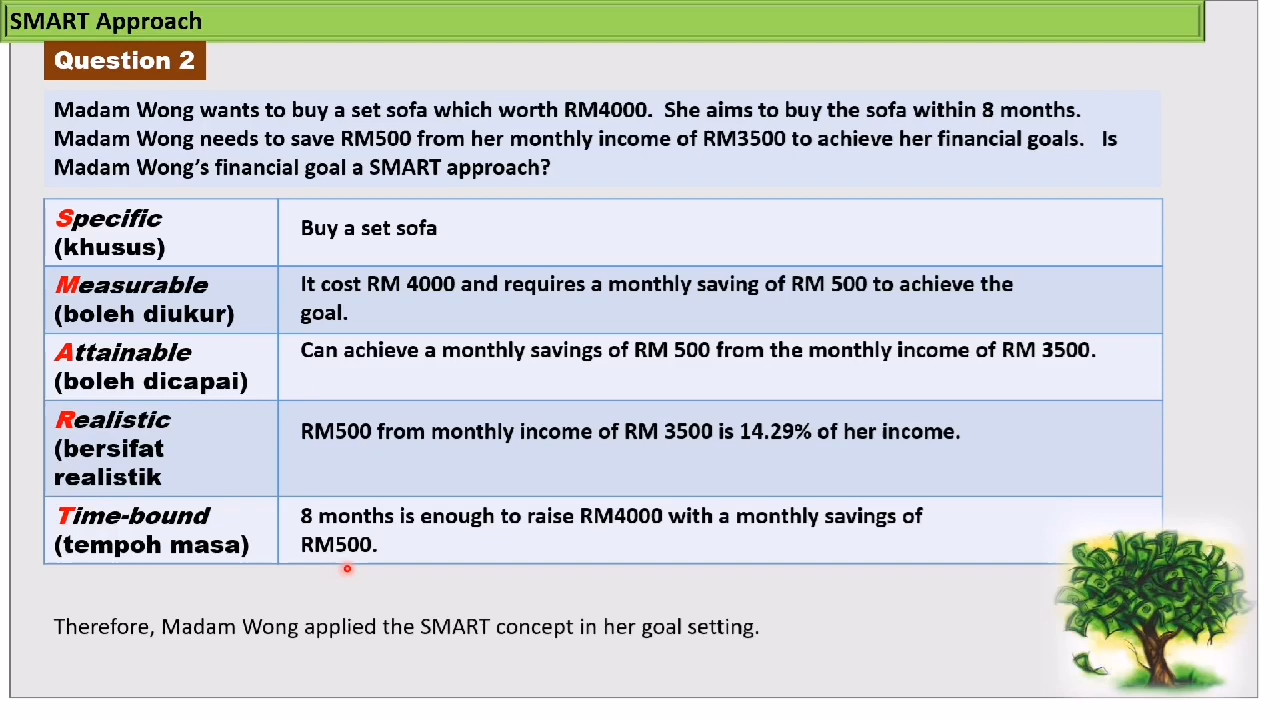 SMART Approach
Question 2
Madam Wong wants to buy a set sofa which worth RM4000.  She aims to buy the sofa within 8 months.
Madam Wong needs to save RM500 from her monthly income of RM3500 to achieve her financial goals.   Is
Madam Wong’s financial goal a SMART approach?
Specific
(khusus)
Buy a set sofa
Measurable
(boleh diukur)
It cost RM 4000 and requires a monthly saving of RM 500 to achieve the
goal.
Attainable
(boleh dicapai)
Can achieve a monthly savings of RM 500 from the monthly income of RM 3500.
Realistic
(bersifat
realistik
RM500 from monthly income of RM 3500 is 14.29% of her income.
Time-bound
(tempoh masa)
8 months is enough to raise RM4000 with a monthly savings of
RM500.
Therefore, Madam Wong applied the SMART concept in her goal setting.